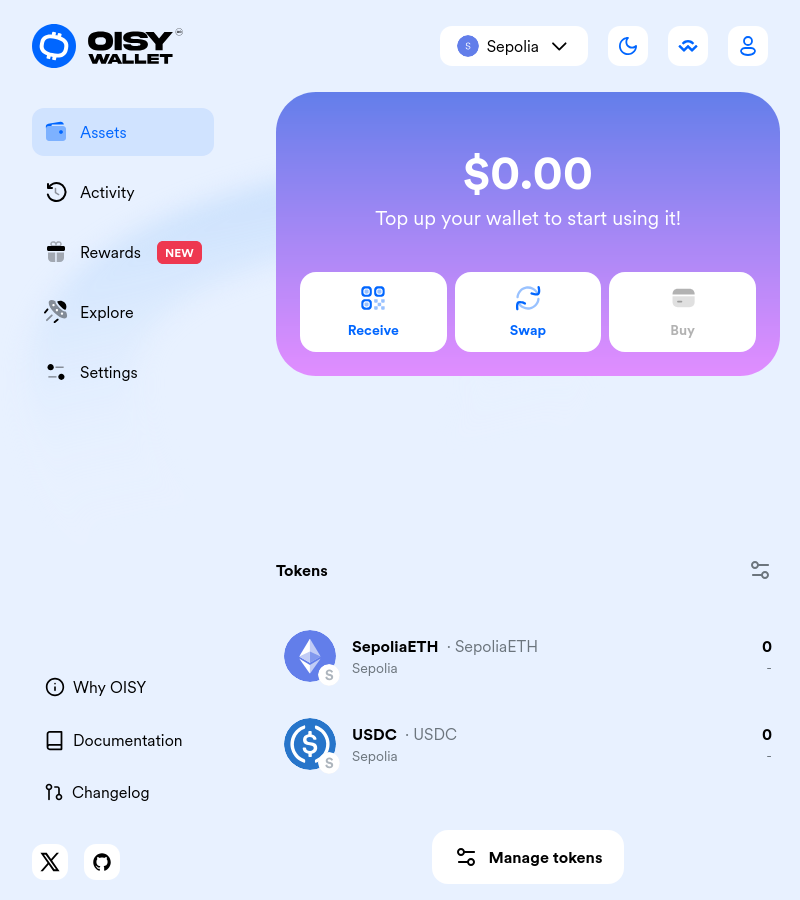 OISY
WALLET
S Sepolia
Assets
Activity
Rewards NEW
Explore
Settings
$0.00
Top up your wallet to start using it!
Receive Swap Buy
Tokens
SepoliaETH · SepoliaETH 0
S
Sepolia -
USDC · USDC 0
S
Sepolia -
Why OISY
Documentation
Changelog
Manage tokens